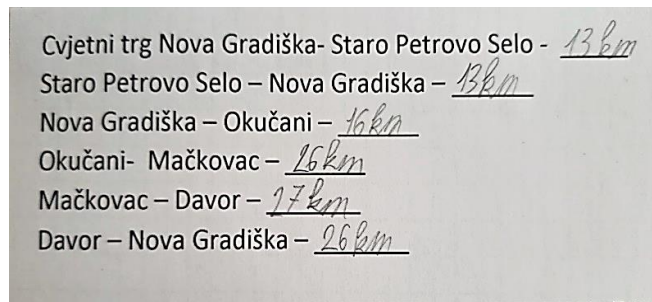 Cvjetni trg Nova Gradiška- Staro Petrovo Selo - 13km
Staro Petrovo Selo – Nova Gradiška – 13km
Nova Gradiška – Okučani – 16km
Okučani- Mačkovac – 26km
Mačkovac – Davor – 27km
Davor – Nova Gradiška – 26km